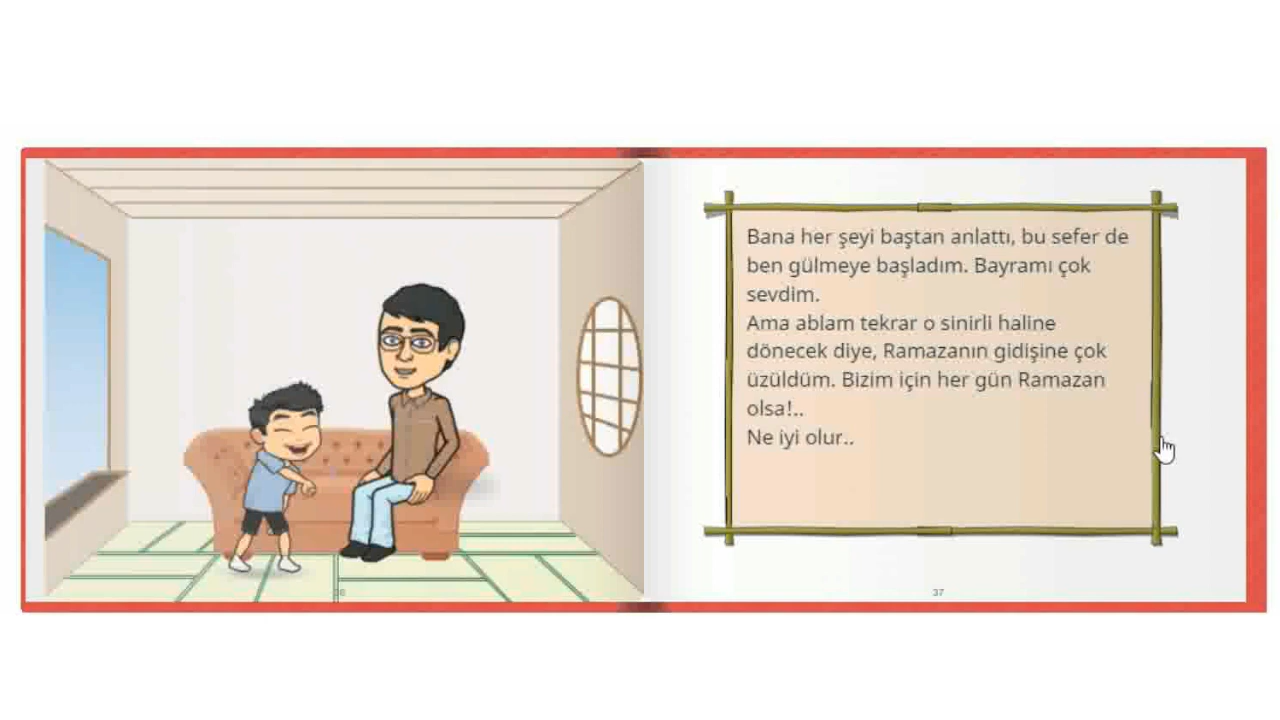 Bana her şeyi baştan anlattı, bu sefer de
ben gülmeye başladım. Bayramı çok
sevdim.
Ama ablam tekrar o sinirli haline
dönecek diye, Ramazanın gidişine çok
üzüldüm. Bizim için her gün Ramazan
olsa!..
Ne iyi olur..
37